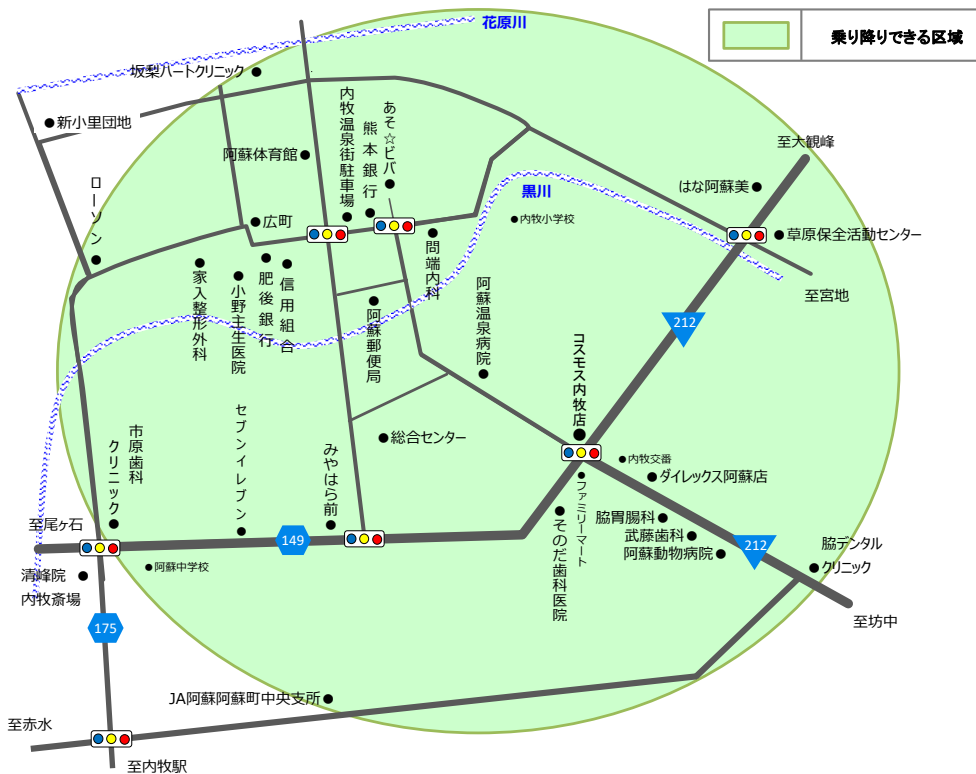 花原川
乗り降りできる区域
坂梨ハートクリニック
新小里団地
内牧温泉街駐車場
熊本銀行
あそ☆ビバ
阿蘇体育館
至大観峰
はな阿蘇美
黒川
内牧小学校
ローソン
広町
問端内科
草原保全活動センター
至宮地
家入整形外科
小野主生医院
肥後銀行
信用組合
阿蘇郵便局
阿蘇温泉病院
212
コスモス内牧店
市原歯科
クリニック
セブンイレブン
みやはら前
総合センター
内牧交番
ダイレックス阿蘇店
ファミリーマート
そのだ歯科医院
脇胃腸科
武藤歯科
阿蘇動物病院
至尾ヶ石
149
212
脇デンタル
クリニック
阿蘇中学校
清峰院
内牧斎場
175
至坊中
JA阿蘇阿蘇町中央支所
至赤水
至内牧駅